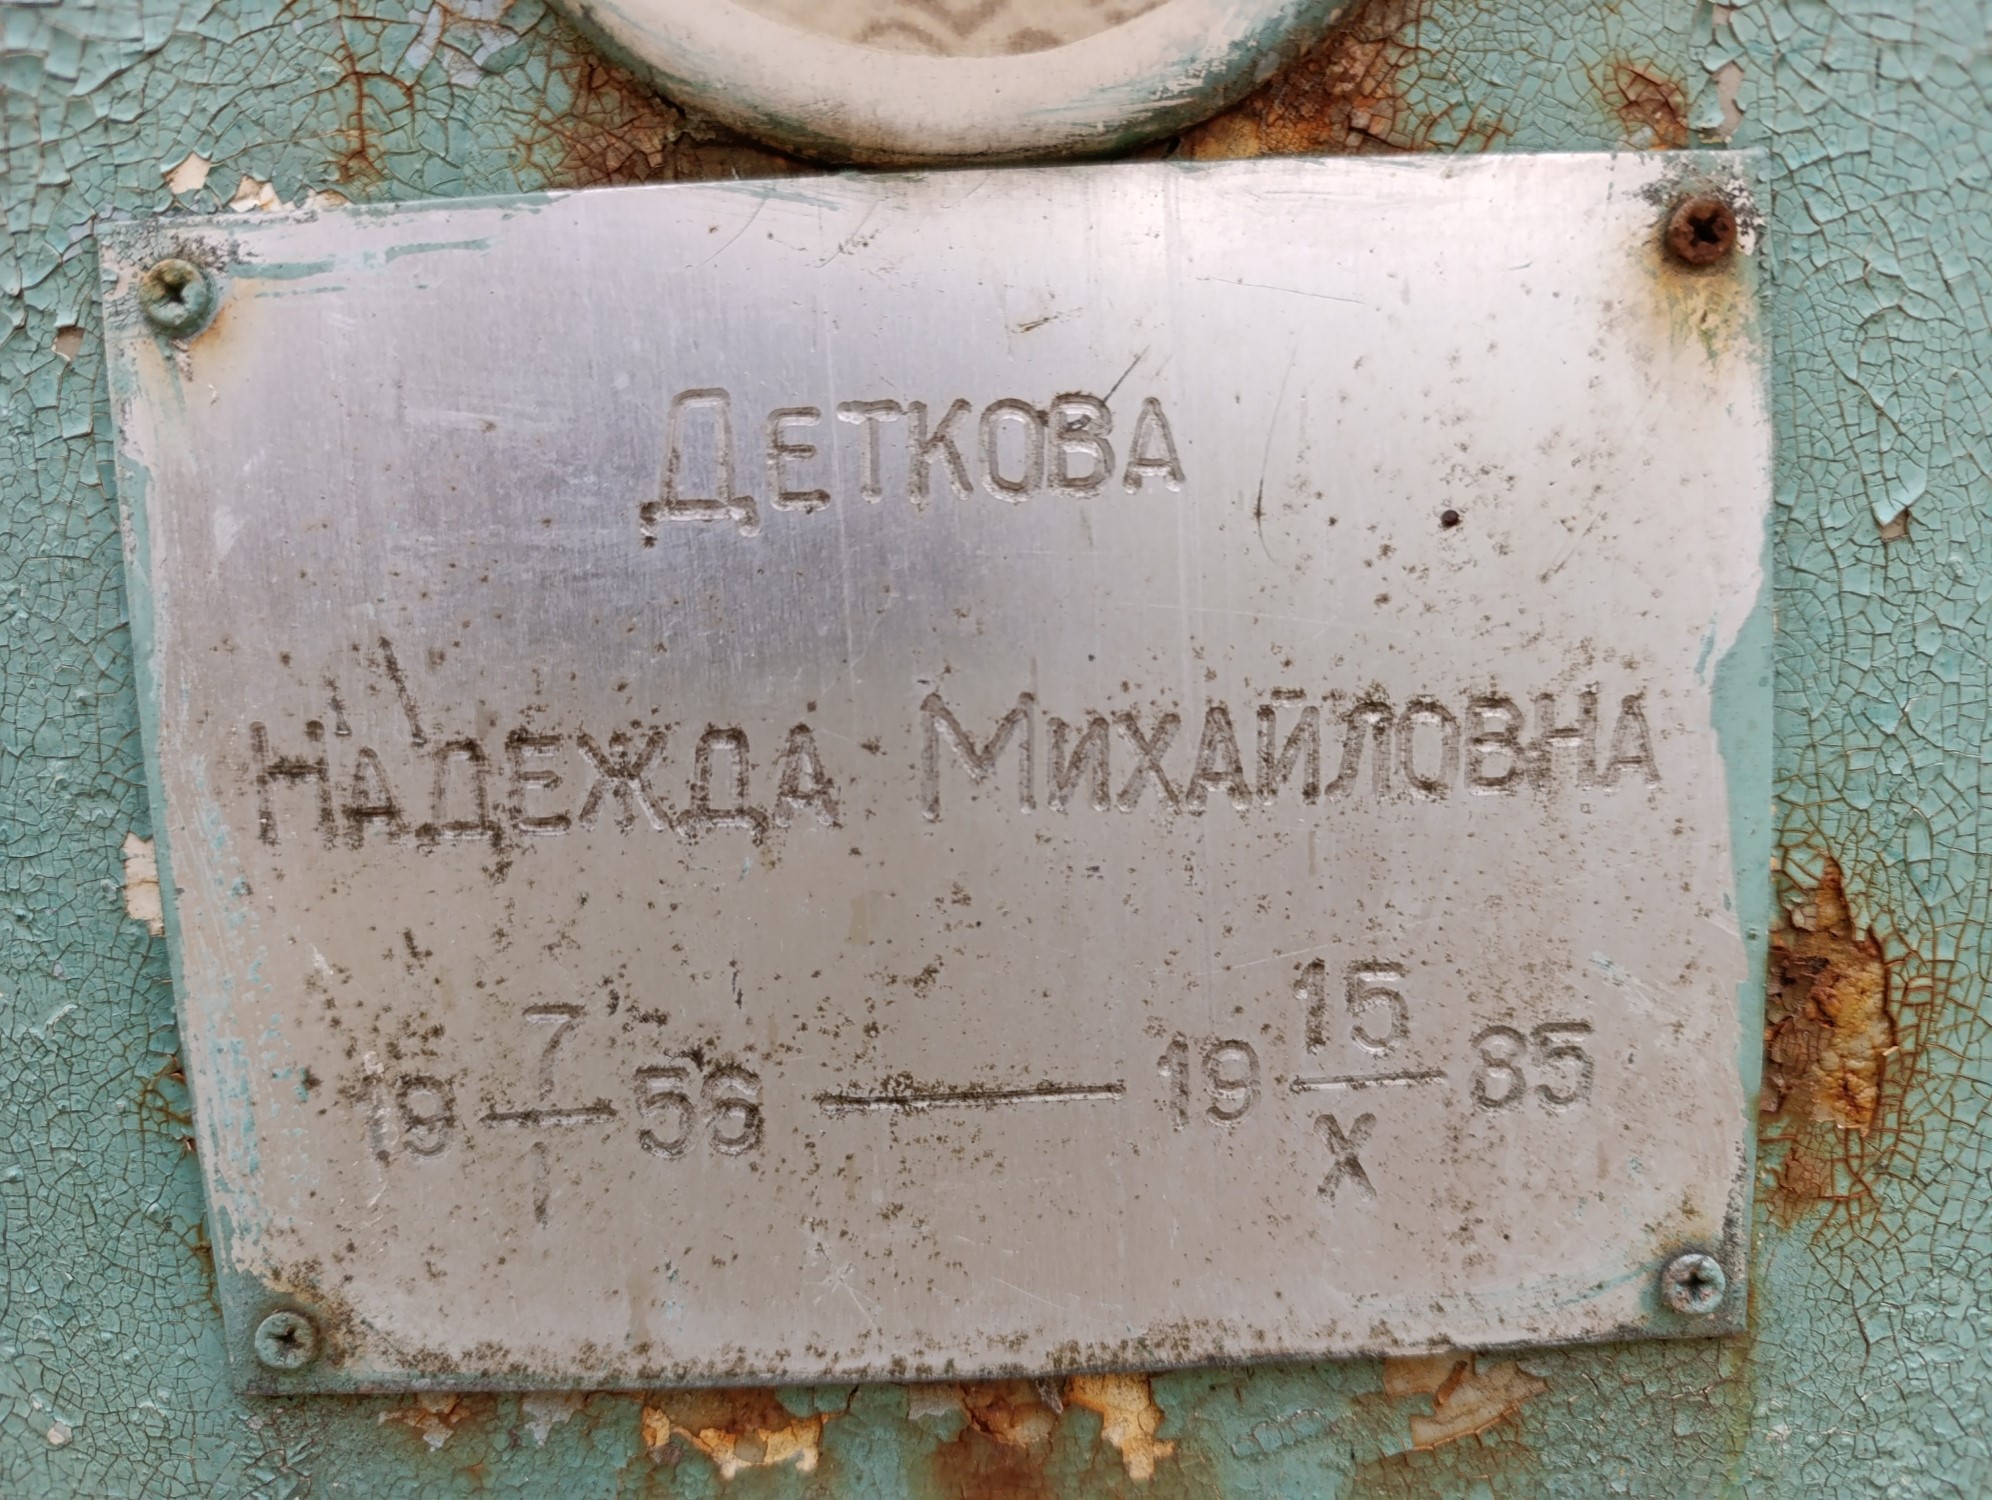 Деткова
Надежда Михайловна
19 7/I 56 — 19 15/X 85